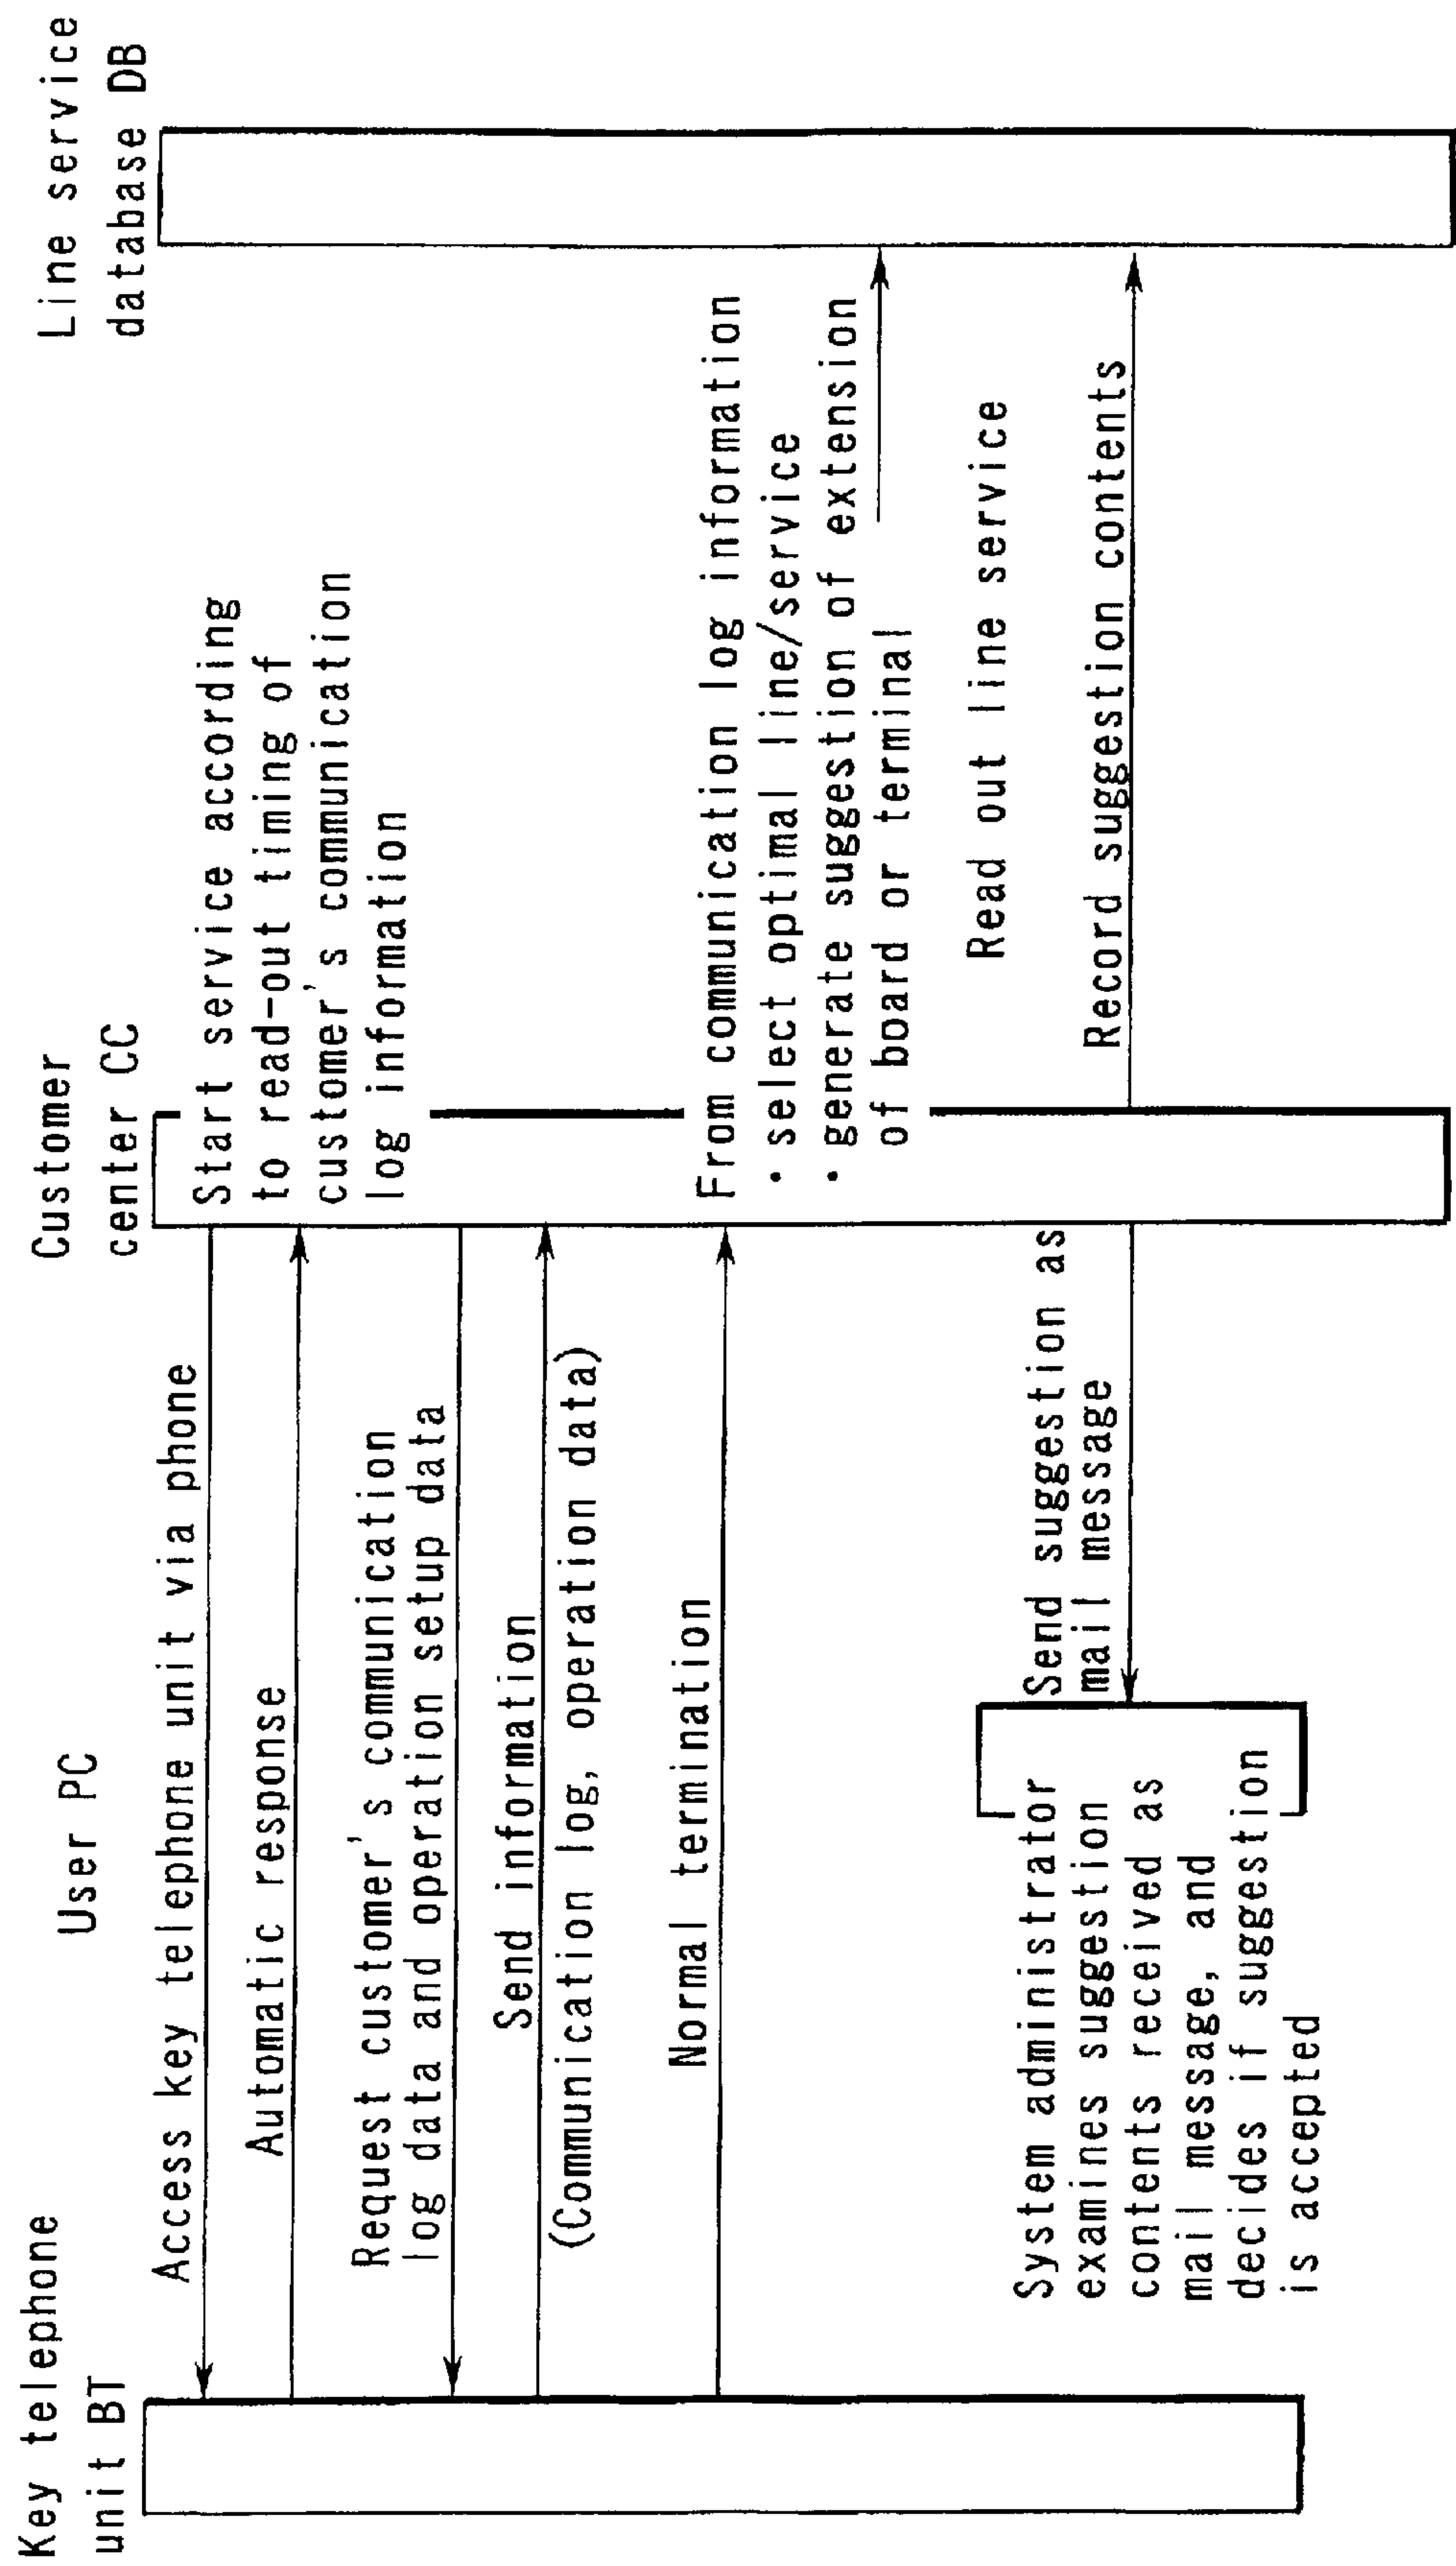 Key telephone
unit BT
User PC
Customer
center CC
Line service
database DB
Access key telephone unit via phone
Start service according
to read-out timing of
customer's communication
log information
Automatic response
Request customer's communication
log data and operation setup data
Send information
(Communication log, operation data)
Normal termination
From communication log information
• select optimal line/service
• generate suggestion of extension
of board or terminal
Read out line service
Send suggestion as
mail message
Record suggestion contents
System administrator
examines suggestion
contents received as
mail message, and
decides if suggestion
is accepted